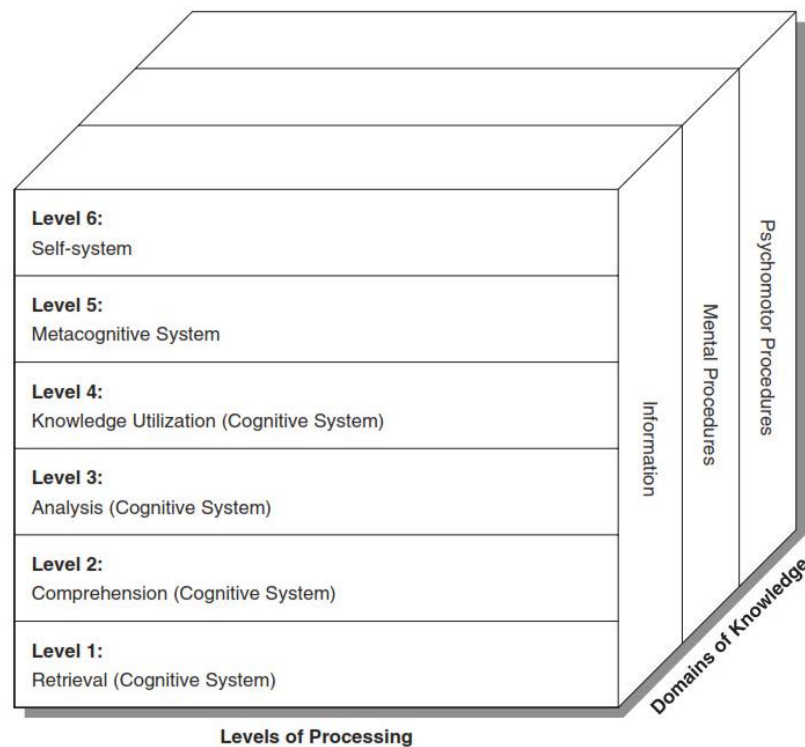 Level 6:
Self-system
Level 5:
Metacognitive System
Level 4:
Knowledge Utilization (Cognitive System)
Level 3:
Analysis (Cognitive System)
Level 2:
Comprehension (Cognitive System)
Level 1:
Retrieval (Cognitive System)
Information
Mental Procedures
Psychomotor Procedures
Levels of Processing
Domains of Knowledge